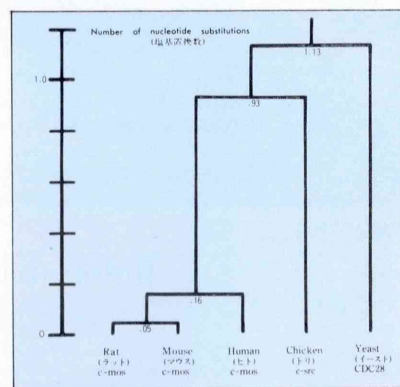 Number of nucleotide substitutions
(塩基置換数)
1.13
1.0
.93
.16
.05
0
Rat Mouse Human Chicken Yeast
(ラット) (マウス) (ヒト) (トリ) (イースト)
c-mos c-mos c-mos c-src CDC28